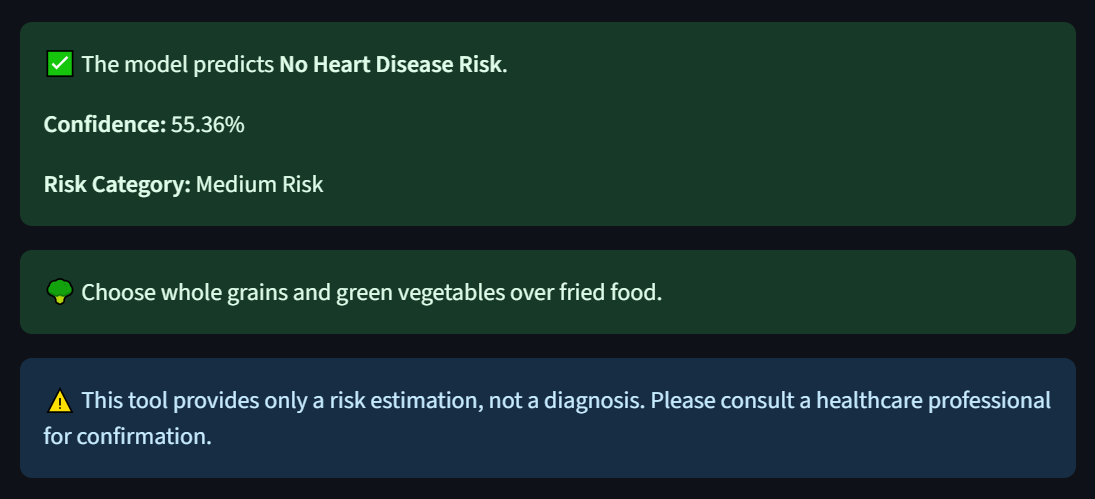 ✅ The model predicts No Heart Disease Risk.
Confidence: 55.36%
Risk Category: Medium Risk
🥦 Choose whole grains and green vegetables over fried food.
⚠️ This tool provides only a risk estimation, not a diagnosis. Please consult a healthcare professional
for confirmation.